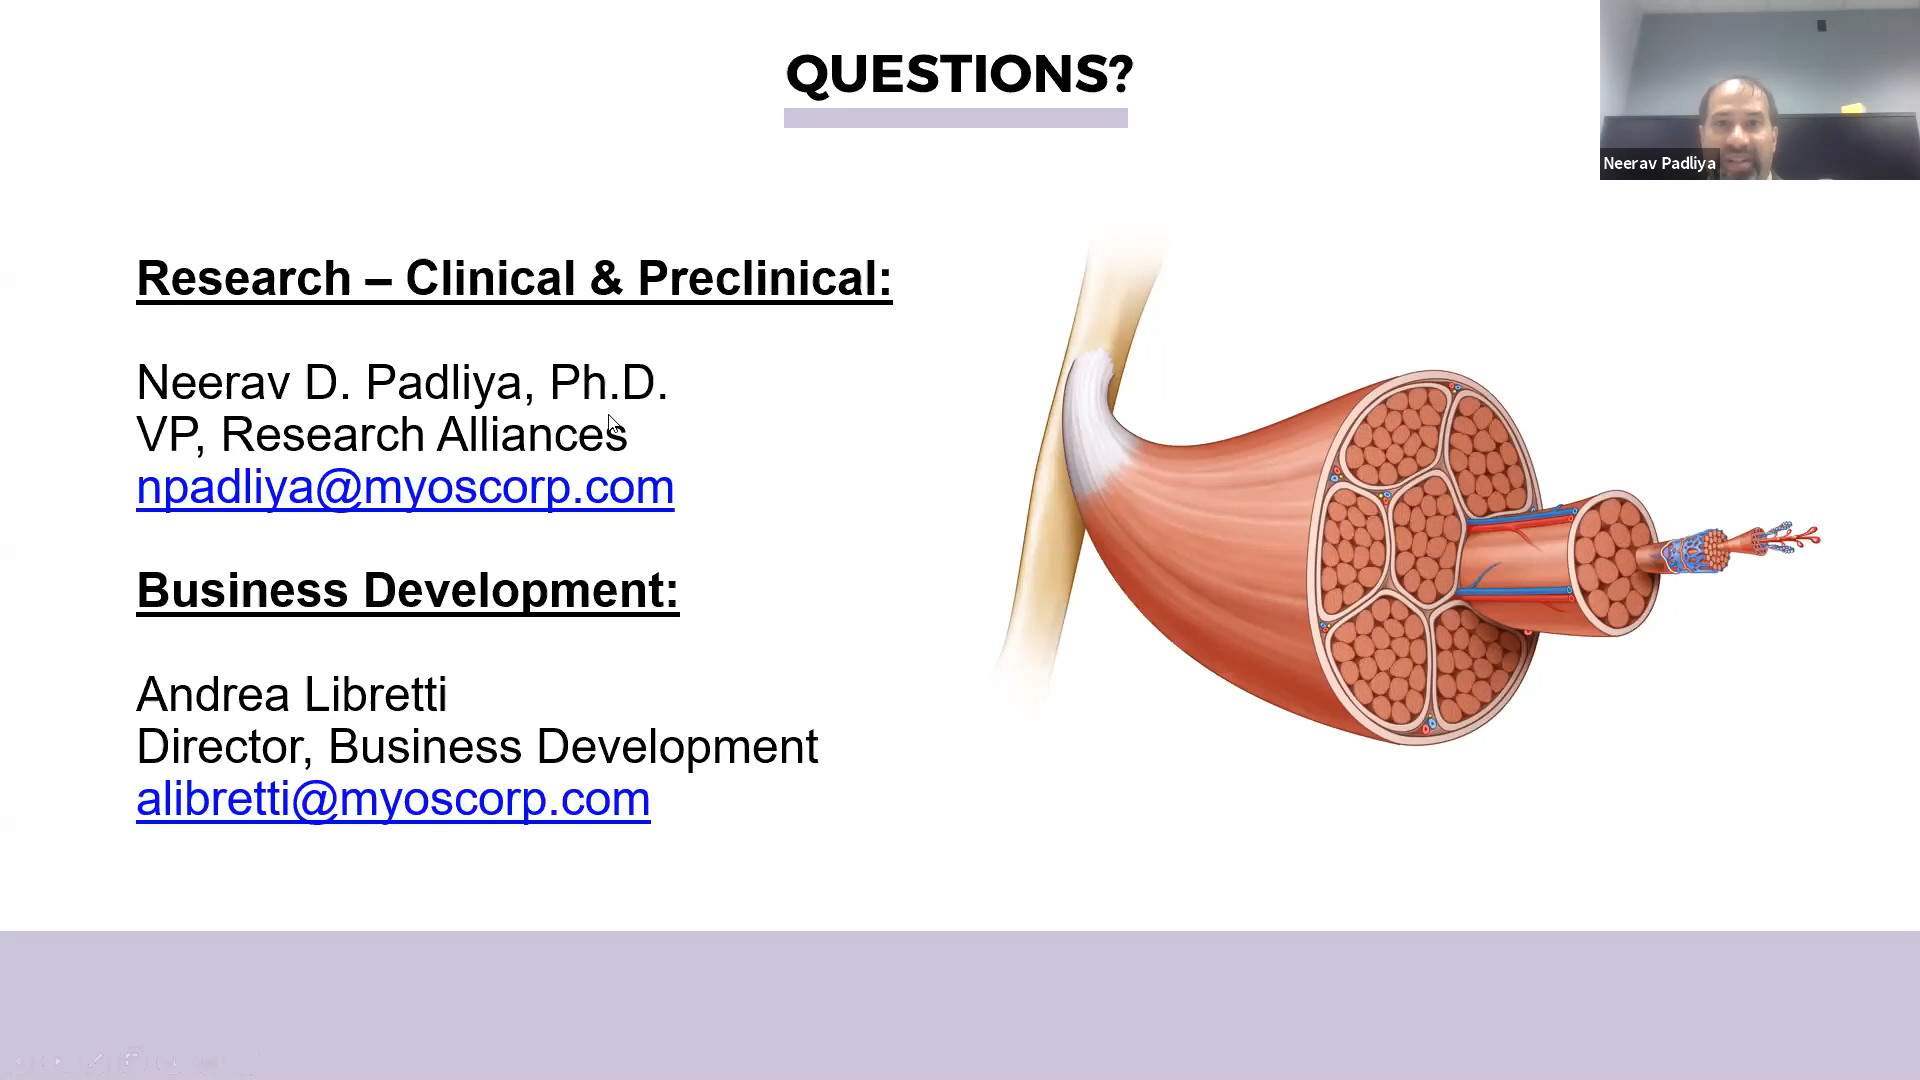 QUESTIONS?
Neerav Padliya
Research – Clinical & Preclinical:
Neerav D. Padliya, Ph.D.
VP, Research Alliances
npadliya@myoscorp.com
Business Development:
Andrea Libretti
Director, Business Development
alibretti@myoscorp.com